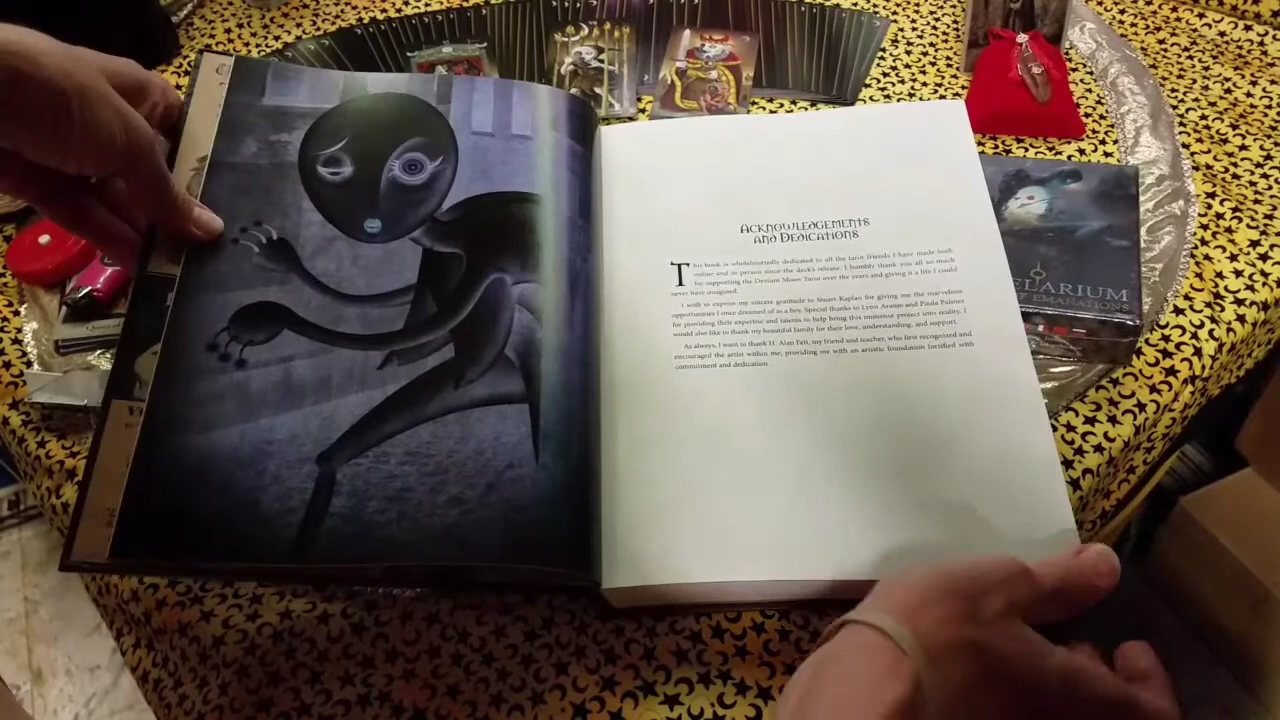 Acknowledgements
and Dedications
This book is wholeheartedly dedicated to all the tarot friends I have made both
online and in person since the deck's release. I humbly thank you all so much
for supporting the Deviant Moon Tarot over the years and giving it a life I could
never have imagined.
I wish to express my sincere gratitude to Stuart Kaplan for giving me the marvelous
opportunities I once dreamed of as a boy. Special thanks to Lynn Araujo and Paula Palmer
for providing their expertise and talents to help bring this immense project into reality. I
would also like to thank my beautiful family for their love, understanding, and support.
As always, I want to thank H. Alan Feit, my friend and teacher, who first recognized and
encouraged the artist within me, providing me with an artistic foundation fortified with
commitment and dedication
ELARIUM
OF EMANATIONS
Queen of